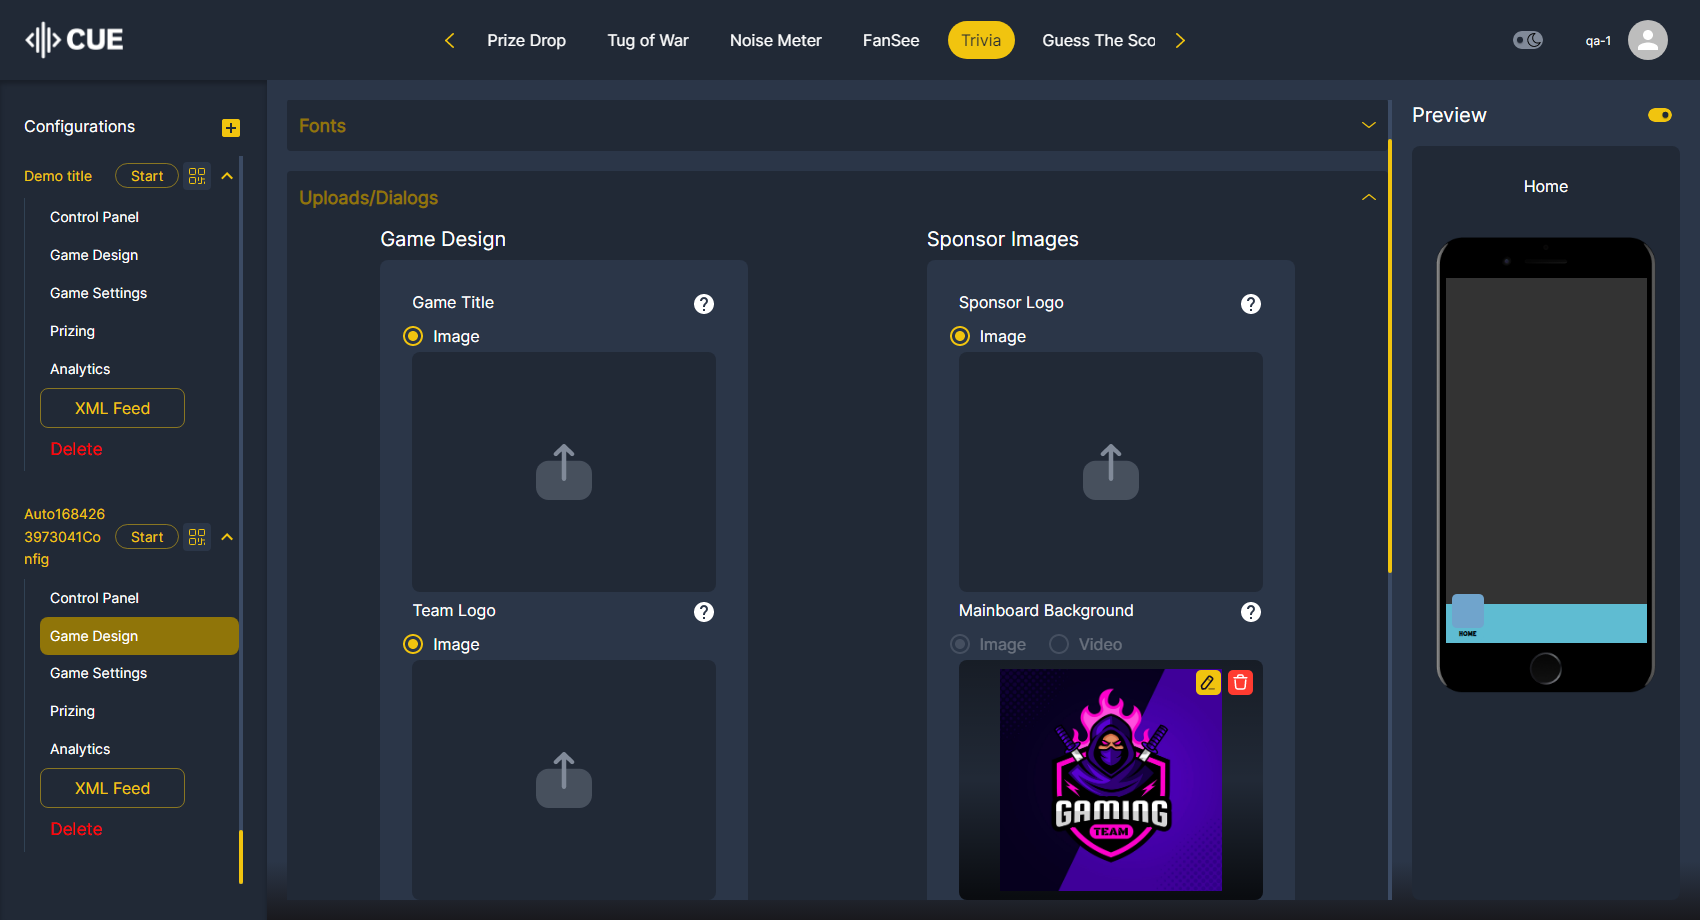 CUE
Prize Drop
Tug of War
Noise Meter
FanSee
Trivia
Guess The Sco
qa-1
Configurations
Demo title
Start
Control Panel
Game Design
Game Settings
Prizing
Analytics
XML Feed
Delete
Auto168426
3973041Co
nfig
Start
Control Panel
Game Design
Game Settings
Prizing
Analytics
XML Feed
Delete
Fonts
Uploads/Dialogs
Game Design
Game Title
?
Image
Team Logo
?
Image
Sponsor Images
Sponsor Logo
?
Image
Mainboard Background
?
Image
Video
GAMING
TEAM
Preview
Home
HOME